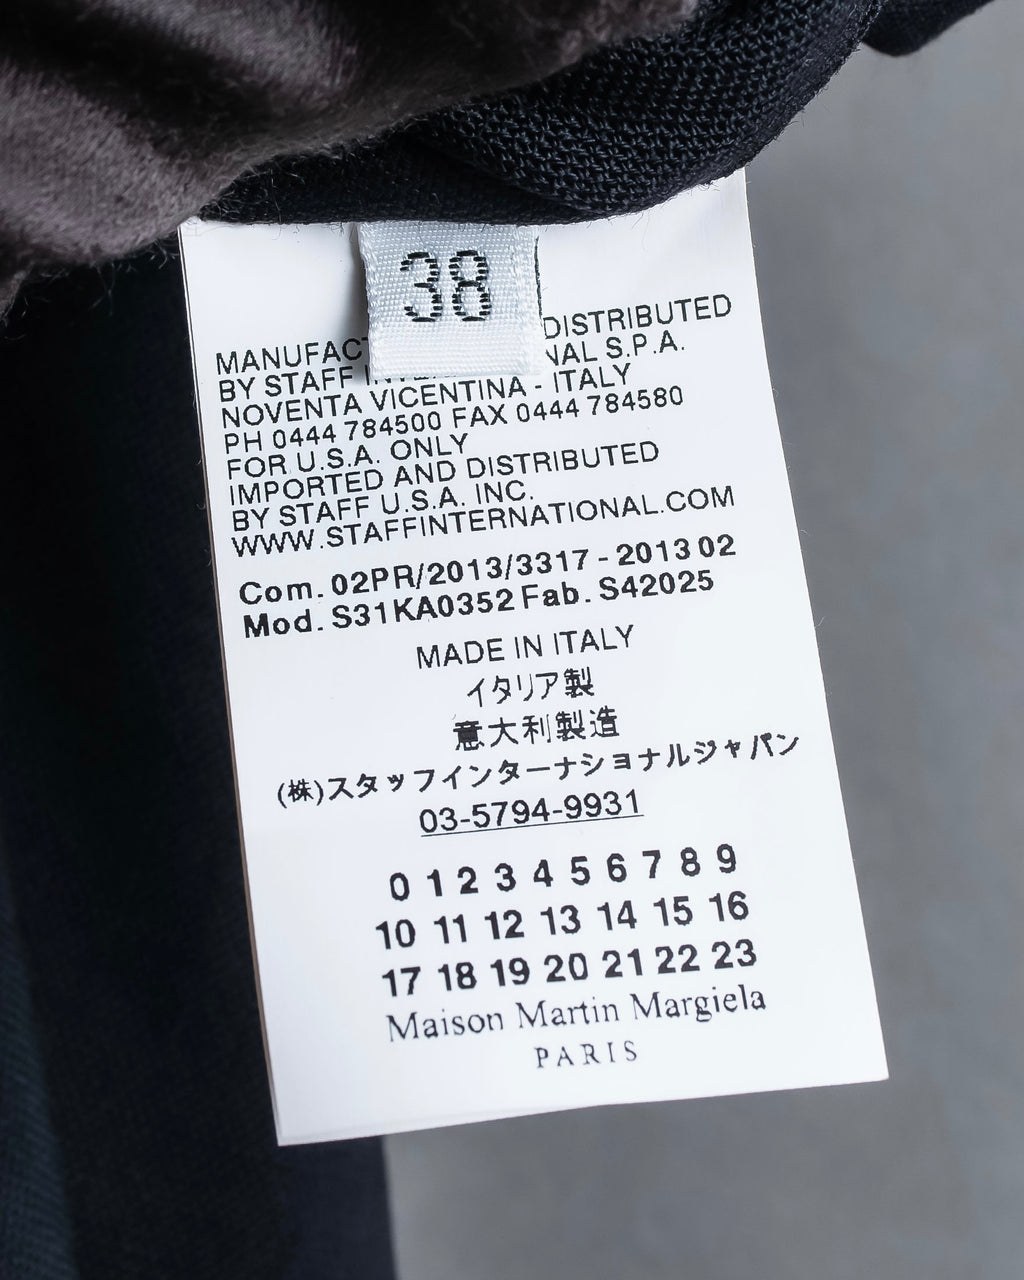 38
MANUFAC DISTRIBUTED
BY STAFF NAL S.P.A.
NOVENTA VICENTINA - ITALY
PH 0444 784500 FAX 0444 784580
FOR U.S.A. ONLY
IMPORTED AND DISTRIBUTED
BY STAFF U.S.A. INC.
WWW.STAFFINTERNATIONAL.COM
Com. 02PR/2013/3317 - 2013 02
Mod. S31KA0352 Fab. S42025
MADE IN ITALY
イタリア製
意大利製造
(株)スタッフインターナショナルジャパン
03-5794-9931
0 1 2 3 4 5 6 7 8 9
10 11 12 13 14 15 16
17 18 19 20 21 22 23
Maison Martin Margiela
PARIS